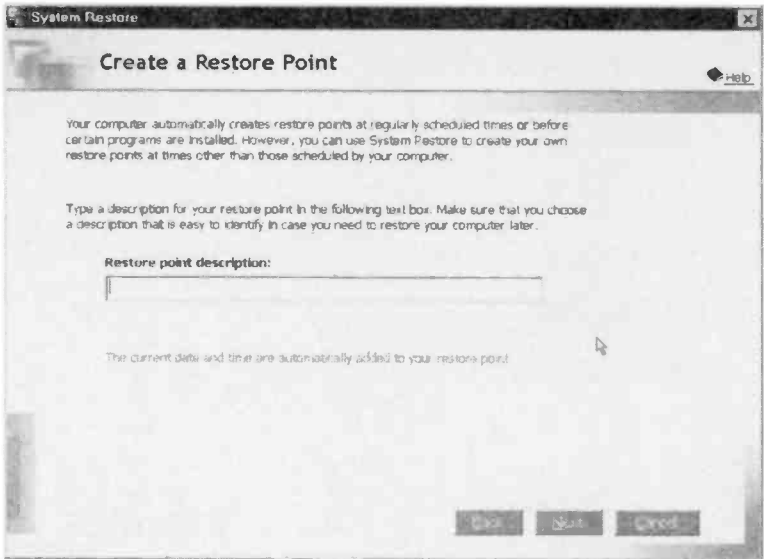 System Restore
Create a Restore Point
Help
Your computer automatically creates restore points at regularly scheduled times or before
certain programs are installed. However, you can use System Restore to create your own
restore points at times other than those scheduled by your computer.
Type a description for your restore point in the following text box. Make sure that you choose
a description that is easy to identify in case you need to restore your computer later.
Restore point description:
The current date and time are automatically added to your restore point
Back Next Cancel